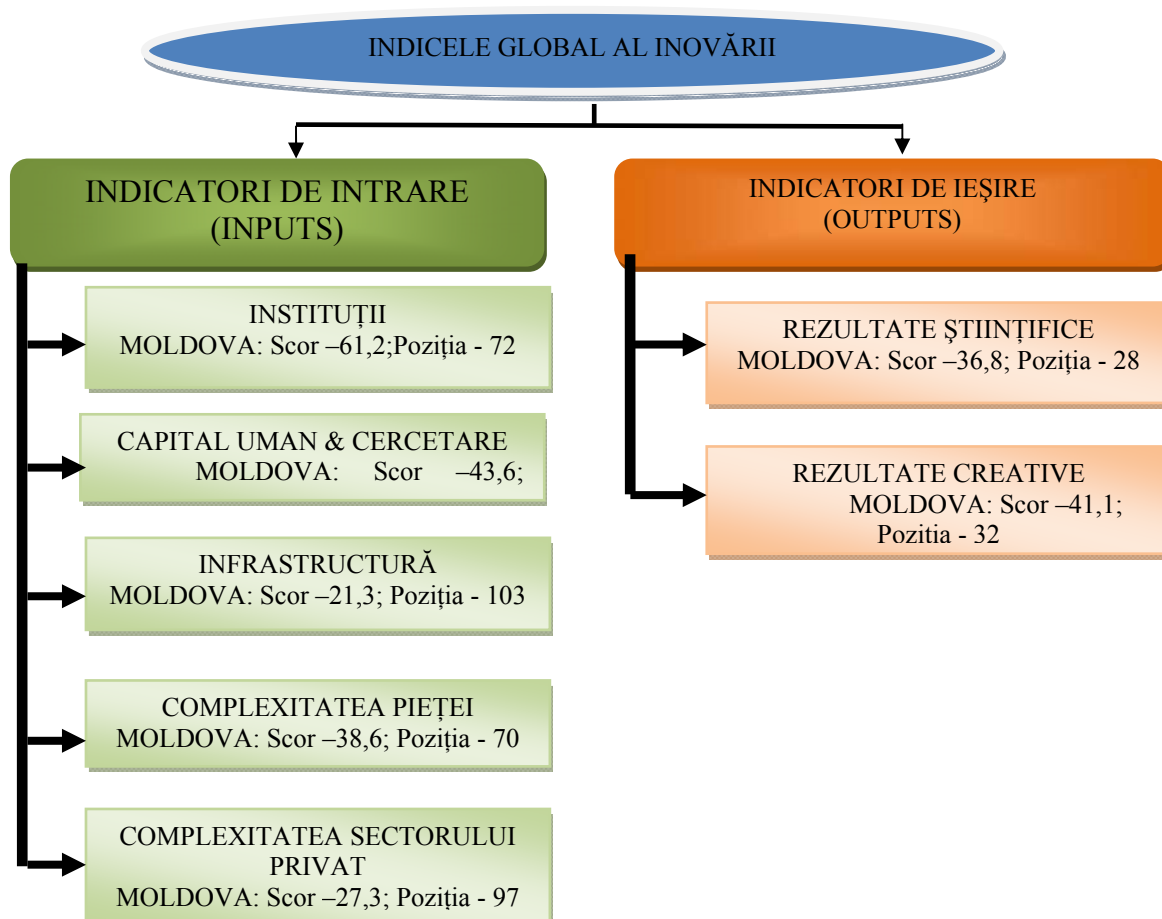 INDICELE GLOBAL AL INOVĂRII
INDICATORI DE INTRARE
(INPUTS)
INSTITUȚII
MOLDOVA: Scor –61,2;Poziția - 72
CAPITAL UMAN & CERCETARE
MOLDOVA: Scor –43,6;
INFRASTRUCTURĂ
MOLDOVA: Scor –21,3; Poziția - 103
COMPLEXITATEA PIEȚEI
MOLDOVA: Scor –38,6; Poziția - 70
COMPLEXITATEA SECTORULUI
PRIVAT
MOLDOVA: Scor –27,3; Poziția - 97
INDICATORI DE IEŞIRE
(OUTPUTS)
REZULTATE ŞTIINȚIFICE
MOLDOVA: Scor –36,8; Poziția - 28
REZULTATE CREATIVE
MOLDOVA: Scor –41,1;
Pozitia - 32